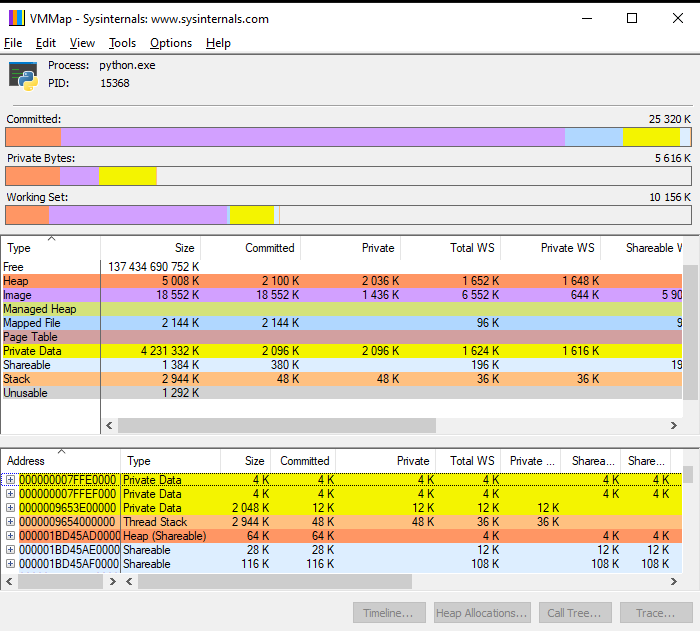 VMMap - Sysinternals: www.sysinternals.com
File Edit View Tools Options Help
Process: python.exe
PID: 15368
Committed: 25 320 K
Private Bytes: 5 616 K
Working Set: 10 156 K
Type Size Committed Private Total WS Private WS Shareable W
Free 137 434 690 752 K
Heap 5 008 K 2 100 K 2 036 K 1 652 K 1 648 K
Image 18 552 K 18 552 K 1 436 K 6 552 K 644 K 5 90
Managed Heap
Mapped File 2 144 K 2 144 K 96 K 9
Page Table
Private Data 4 231 332 K 2 096 K 2 096 K 1 624 K 1 616 K
Shareable 1 384 K 380 K 196 K 19
Stack 2 944 K 48 K 48 K 36 K 36 K
Unusable 1 292 K
Address Type Size Committed Private Total WS Private ... Sharea... Share...
000000007FFE0000 Private Data 4 K 4 K 4 K 4 K 4 K 4 K
000000007FFEF000 Private Data 4 K 4 K 4 K 4 K 4 K 4 K
0000009653E00000 Private Data 2 048 K 12 K 12 K 12 K 12 K
0000009654000000 Thread Stack 2 944 K 48 K 48 K 36 K 36 K
000001BD45AD0000 Heap (Shareable) 64 K 64 K 4 K 4 K 4 K
000001BD45AE0000 Shareable 28 K 28 K 12 K 12 K 12 K
000001BD45AF0000 Shareable 116 K 116 K 108 K 108 K 108 K
Timeline... Heap Allocations... Call Tree... Trace...